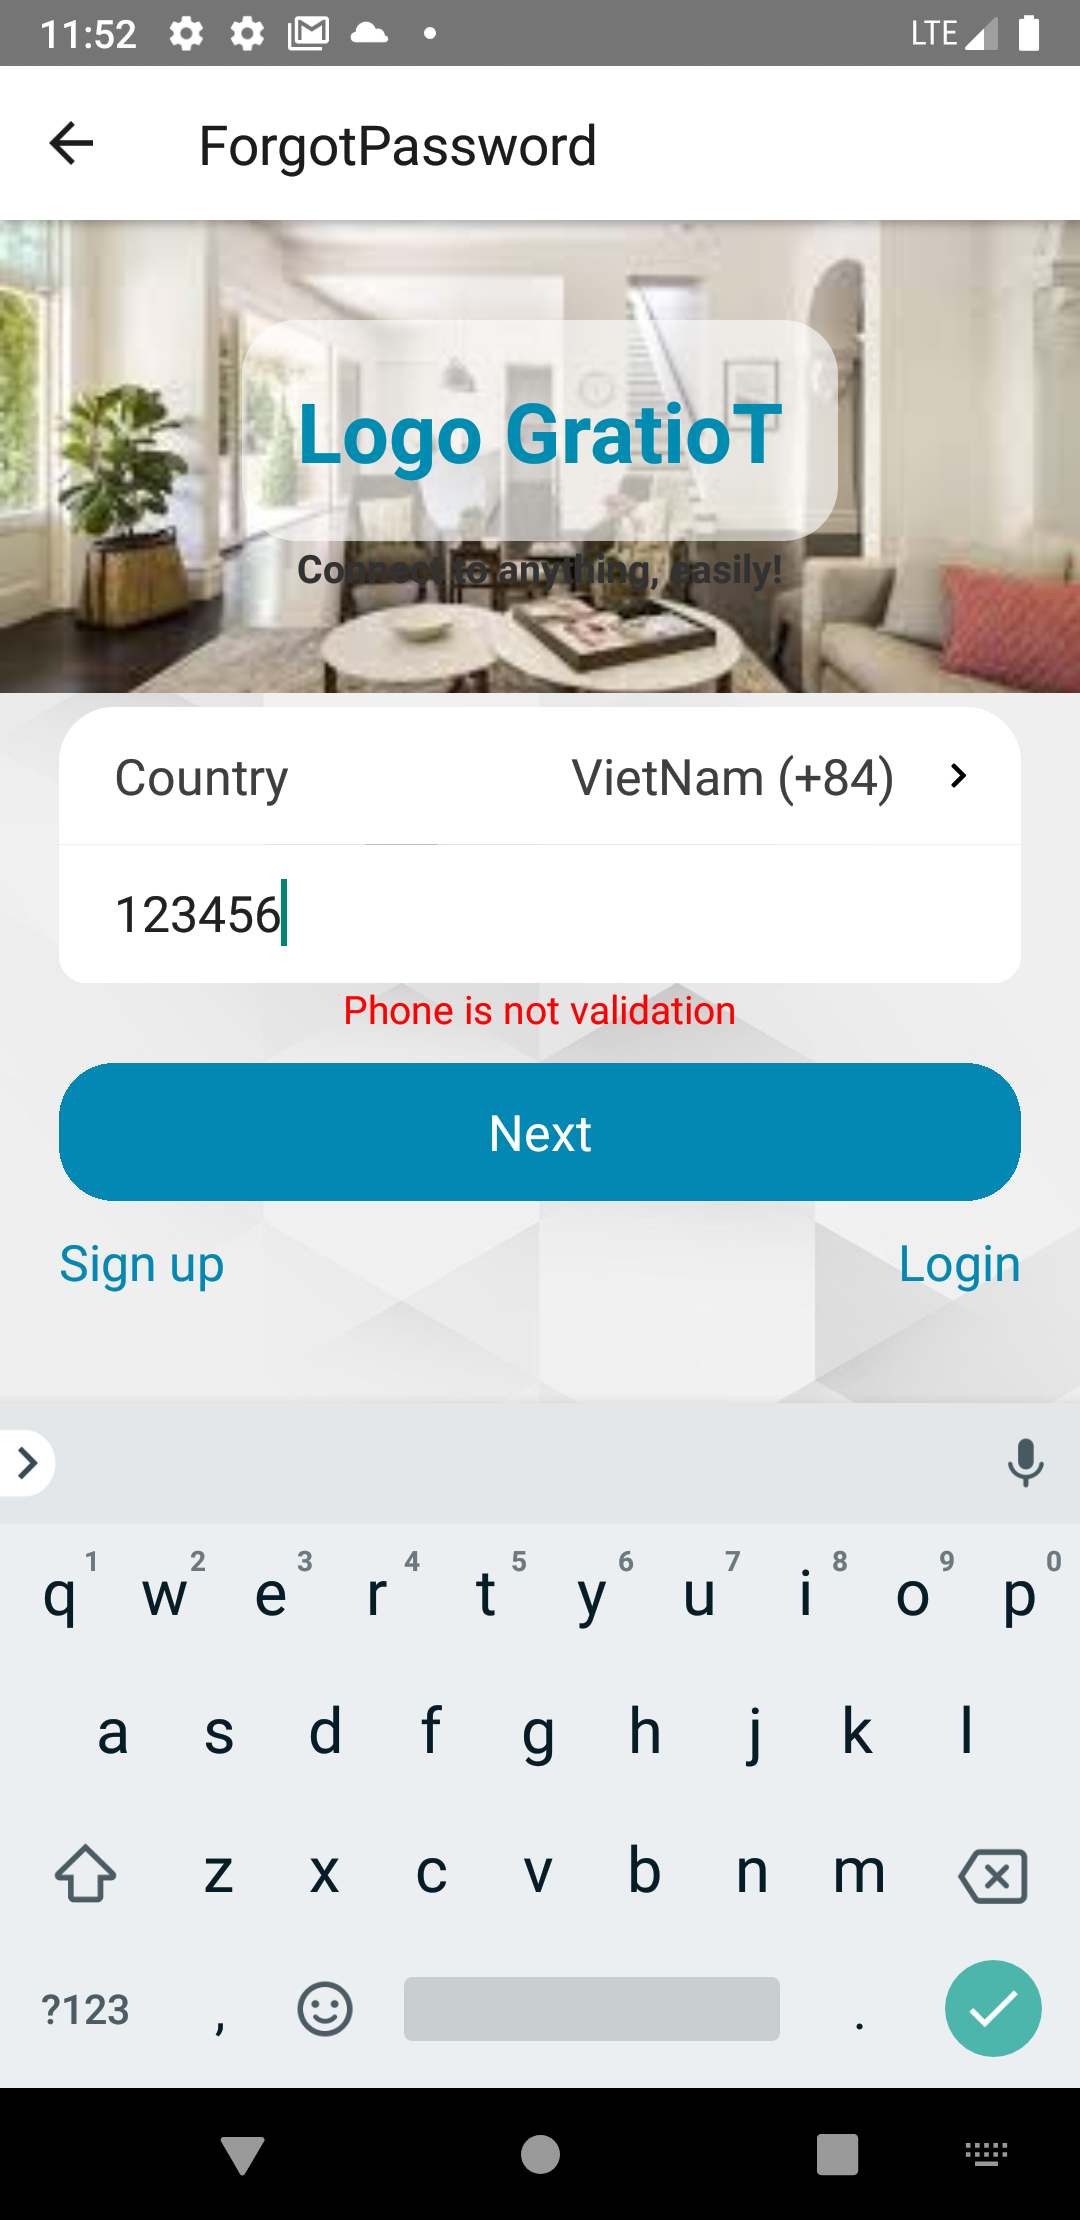 11:52 LTE
ForgotPassword
Logo GratioT
Connect to anything, easily!
Country VietNam (+84)
123456
Phone is not validation
Next
Sign up Login
1 2 3 4 5 6 7 8 9 0
q w e r t y u i o p
a s d f g h j k l
z x c v b n m
?123 , .